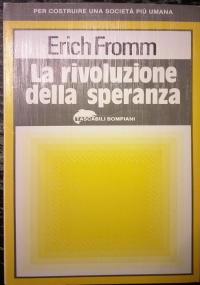 PER COSTRUIRE UNA SOCIETÀ PIÙ UMANA
Erich Fromm
La rivoluzione
della speranza
TASCABILI BOMPIANI